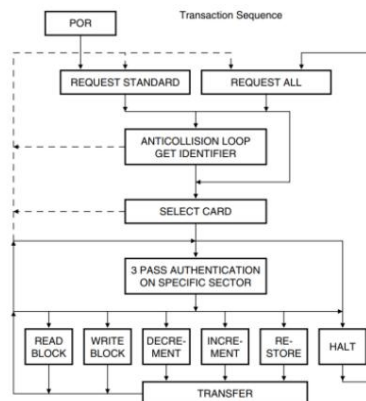 Transaction Sequence
POR
REQUEST STANDARD
REQUEST ALL
ANTICOLLISION LOOP
GET IDENTIFIER
SELECT CARD
3 PASS AUTHENTICATION
ON SPECIFIC SECTOR
READ
BLOCK
WRITE
BLOCK
DECRE-
MENT
INCRE-
MENT
RE-
STORE
HALT
TRANSFER